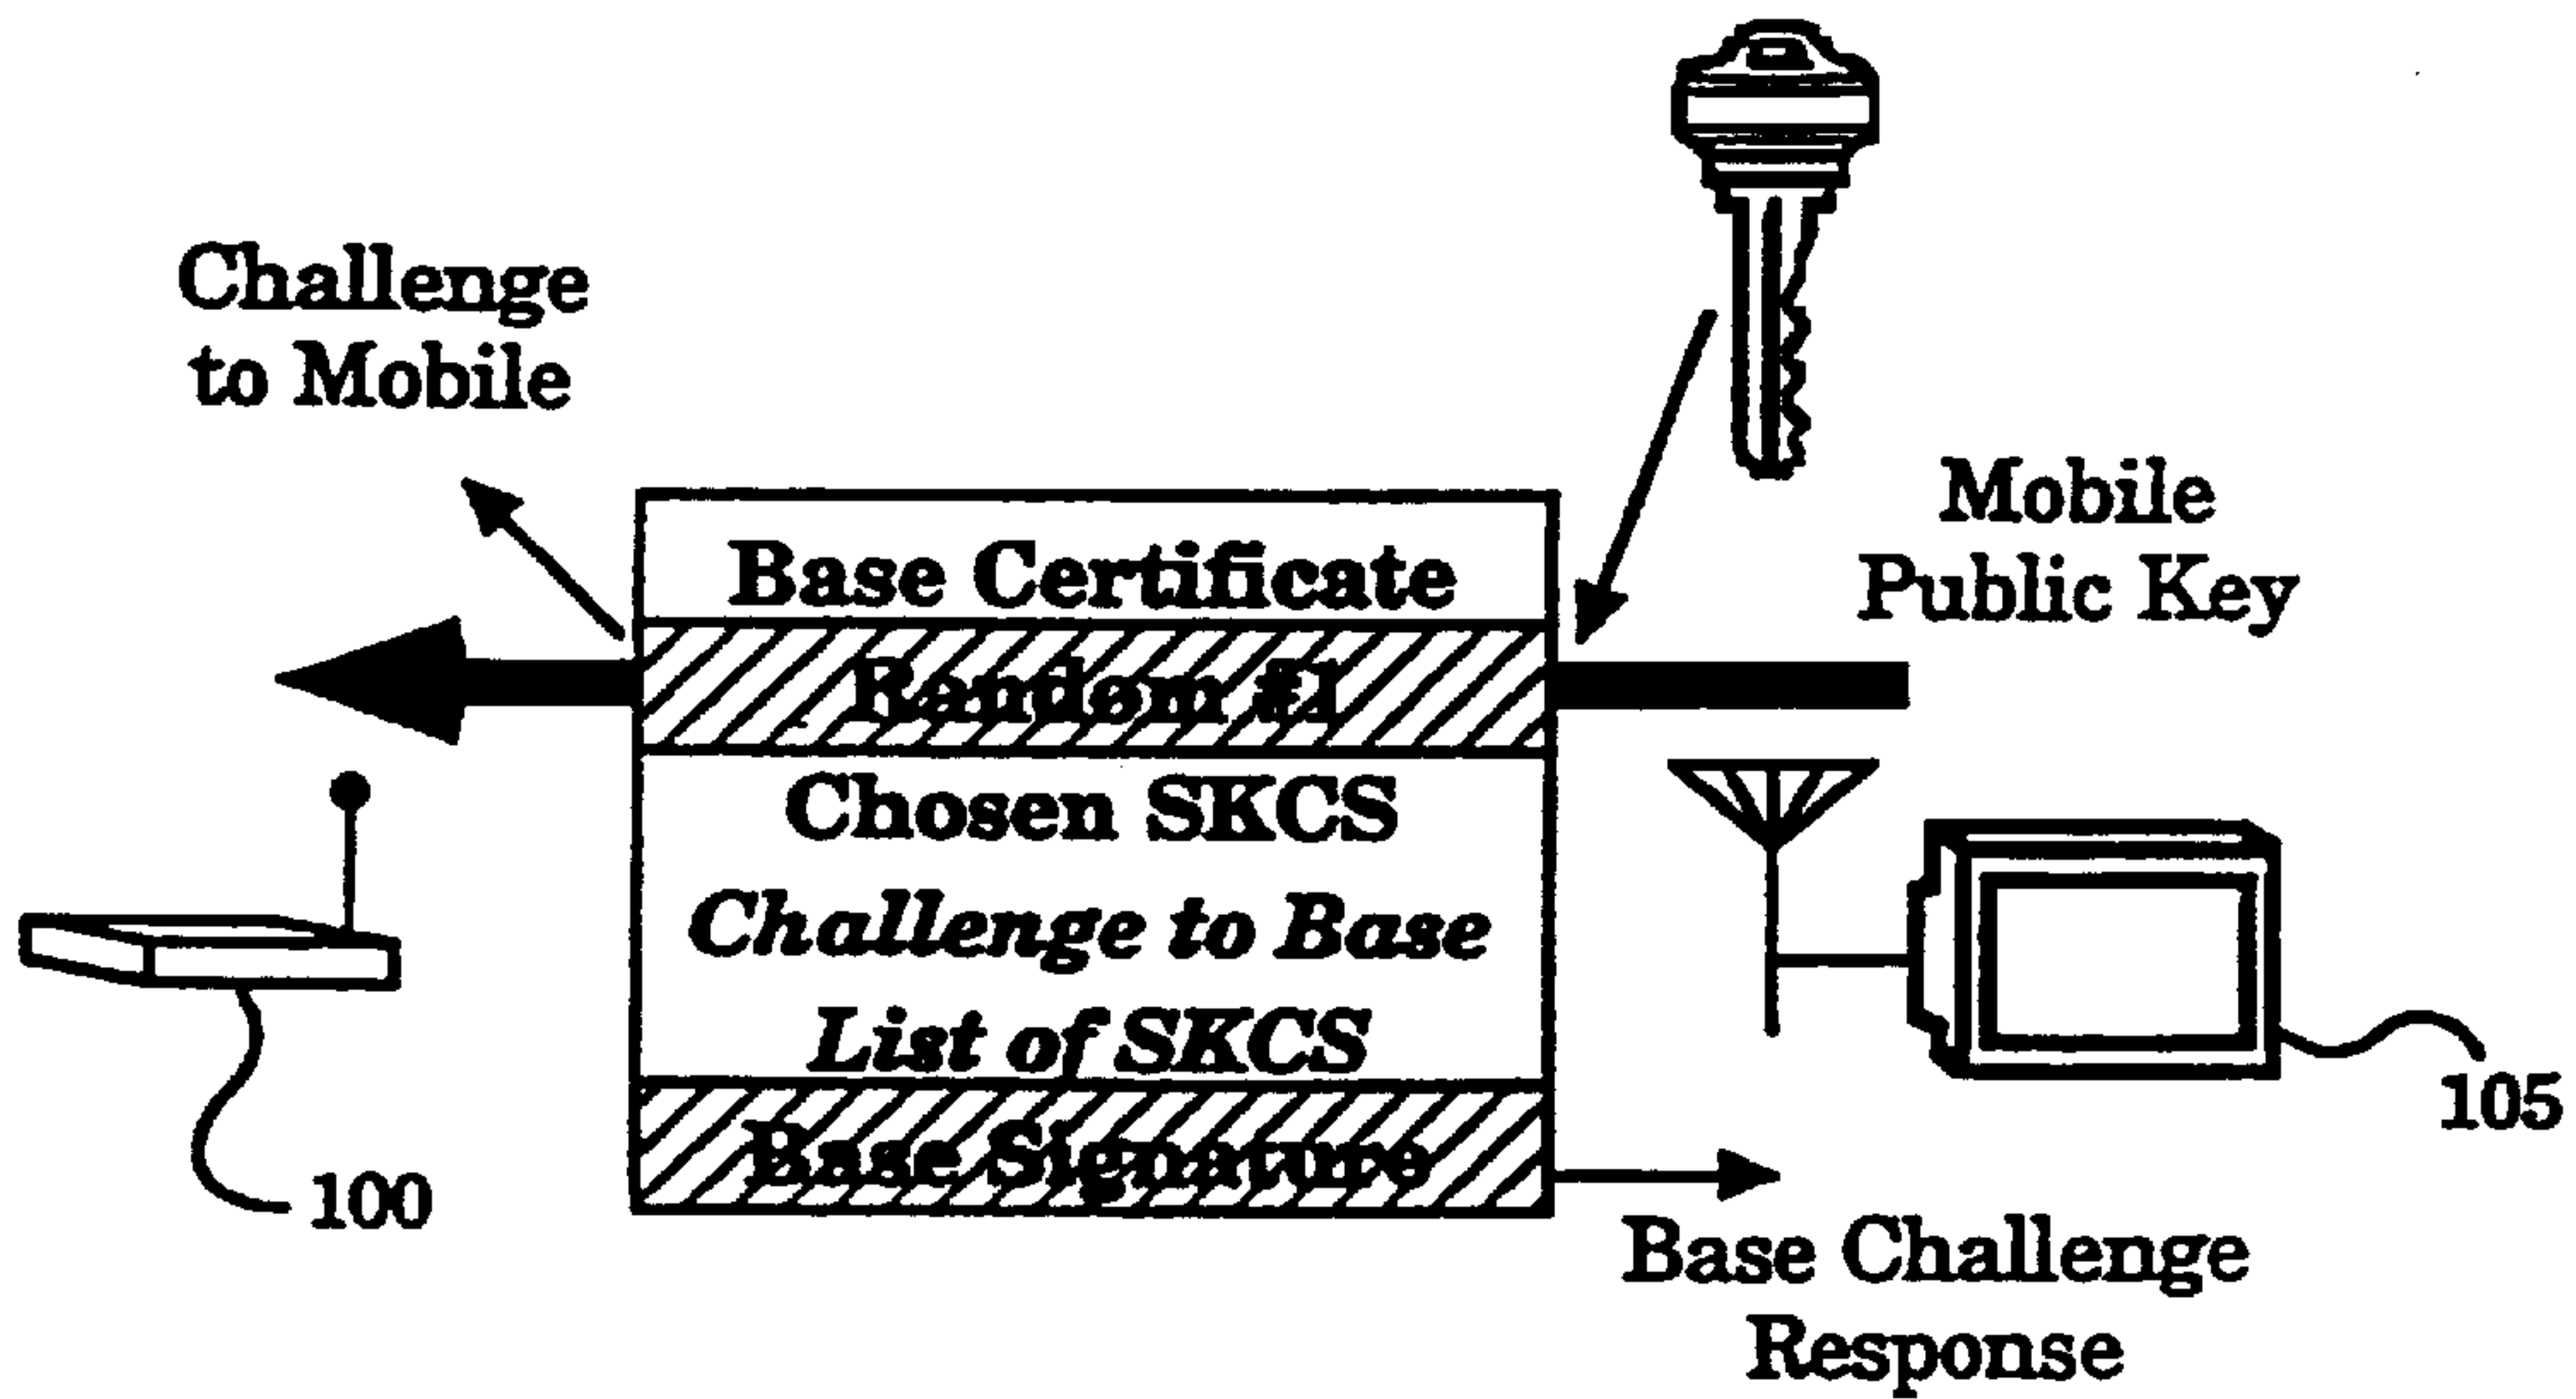 Challenge
to Mobile
Mobile
Public Key
Base Certificate
Random #1
Chosen SKCS
Challenge to Base
List of SKCS
Base Signature
100
105
Base Challenge
Response